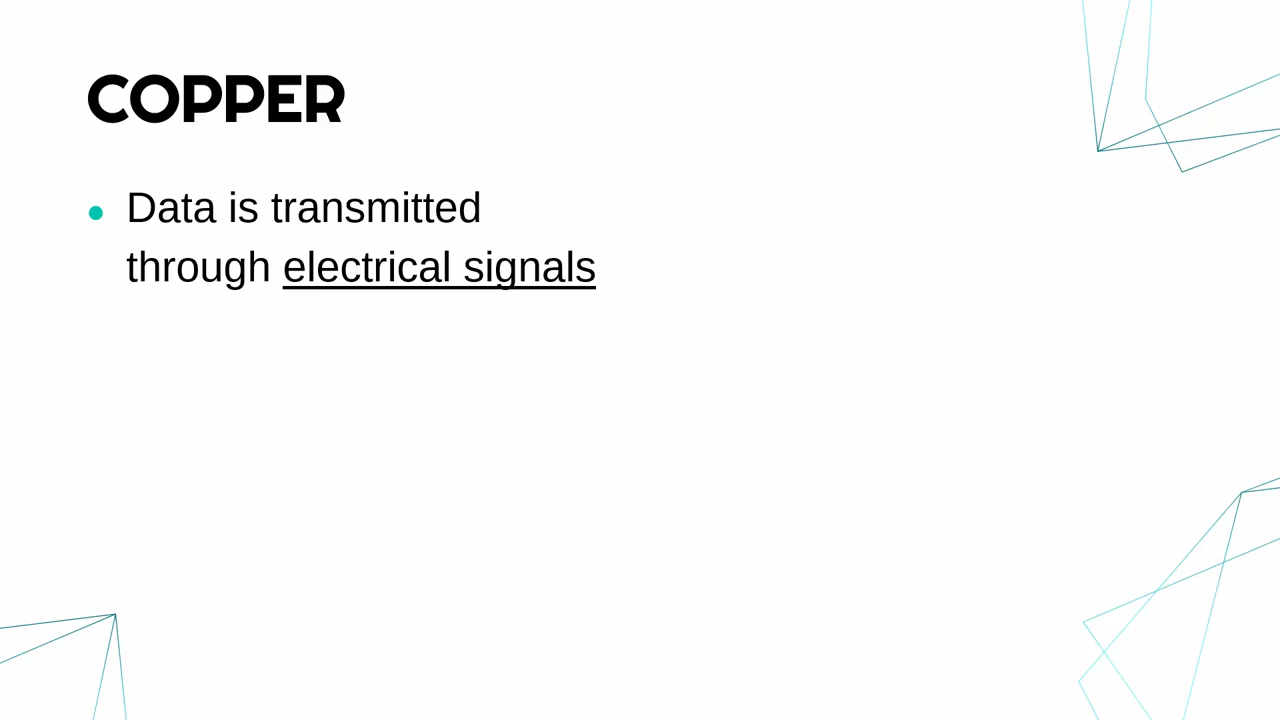 COPPER
Data is transmitted
through electrical signals